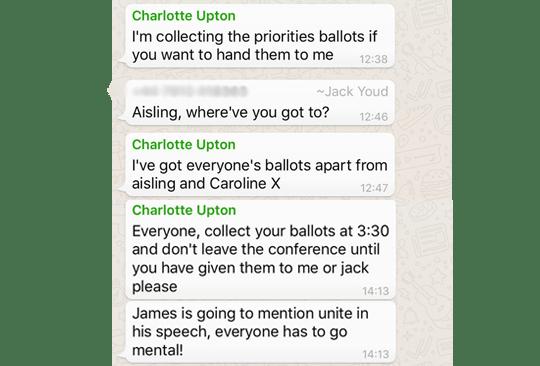 Charlotte Upton
I'm collecting the priorities ballots if
you want to hand them to me
12:38
~Jack Youd
Aisling, where've you got to?
12:46
Charlotte Upton
I've got everyone's ballots apart from
aisling and Caroline X
12:47
Charlotte Upton
Everyone, collect your ballots at 3:30
and don't leave the conference until
you have given them to me or jack
please
14:13
James is going to mention unite in
his speech, everyone has to go
mental!
14:13